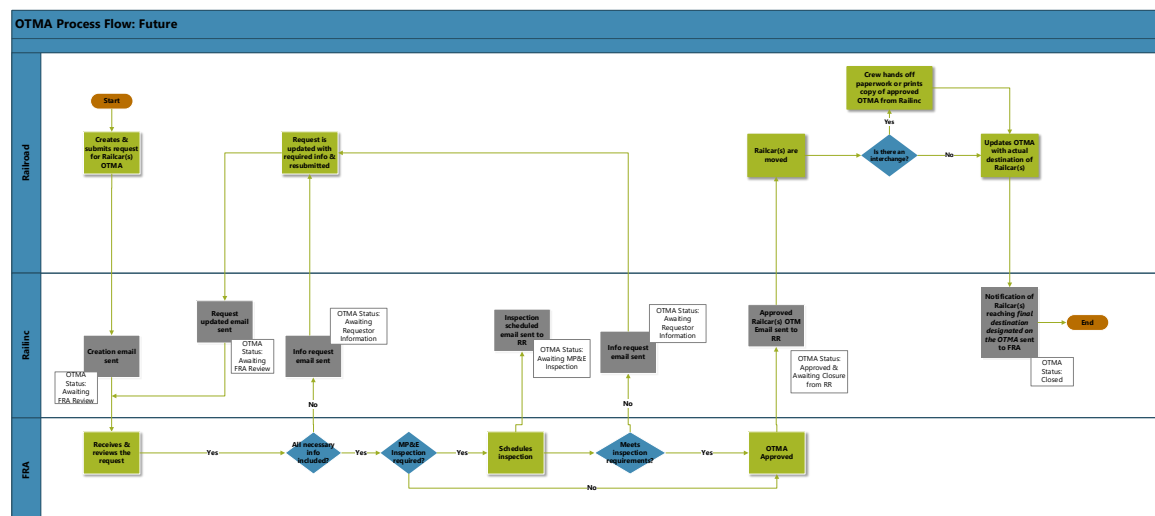 OTMA Process Flow: Future
Railroad
Start
Creates &
submits request
for Railcar(s)
OTMA
Request is
updated with
required info &
resubmitted
Railcar(s) are
moved
Crew hands off
paperwork or prints
copy of approved
OTMA from Railinc
Yes
Is there an
interchange?
No
Updates OTMA
with actual
destination of
Railcar(s)
Railinc
Creation email
sent
OTMA
Status:
Awaiting
FRA Review
Request
updated email
sent
OTMA
Status:
Awaiting
FRA Review
Info request
email sent
OTMA Status:
Awaiting
Requestor
Information
Inspection
scheduled
email sent to
RR
OTMA Status:
Awaiting MP&E
Inspection
Info request
email sent
OTMA Status:
Awaiting
Requestor
Information
Approved
Railcar(s) OTM
Email sent to
RR
OTMA Status:
Approved &
Awaiting Closure
from RR
Notification of
Railcar(s)
reaching final
destination
designated on
the OTMA sent
to FRA
OTMA
Status:
Closed
End
FRA
Receives &
reviews the
request
Yes
All necessary
info
included?
No
Yes
MP&E
Inspection
required?
Yes
No
Schedules
inspection
Meets
inspection
requirements?
No
Yes
OTMA
Approved